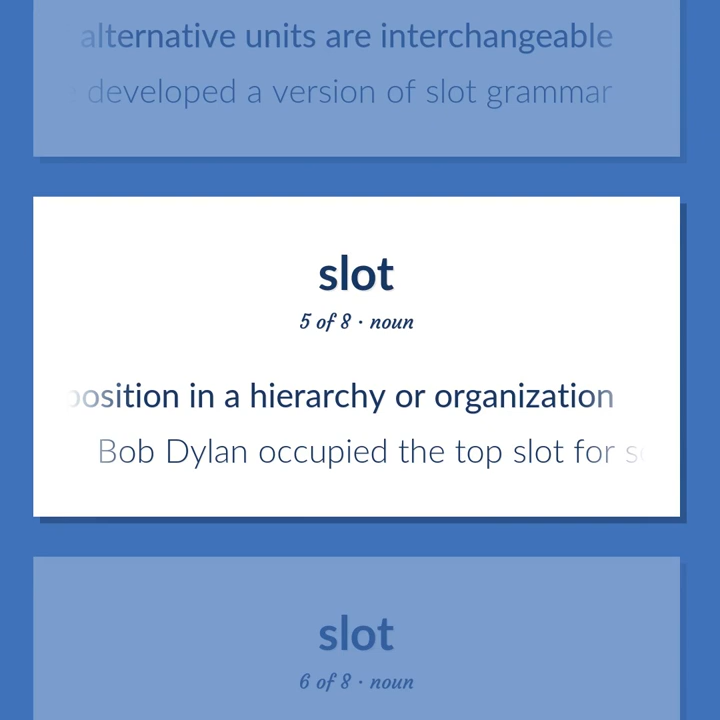 alternative units are interchangeable
developed a version of slot grammar
slot
5 of 8 · noun
position in a hierarchy or organization
Bob Dylan occupied the top slot for
slot
6 of 8 · noun